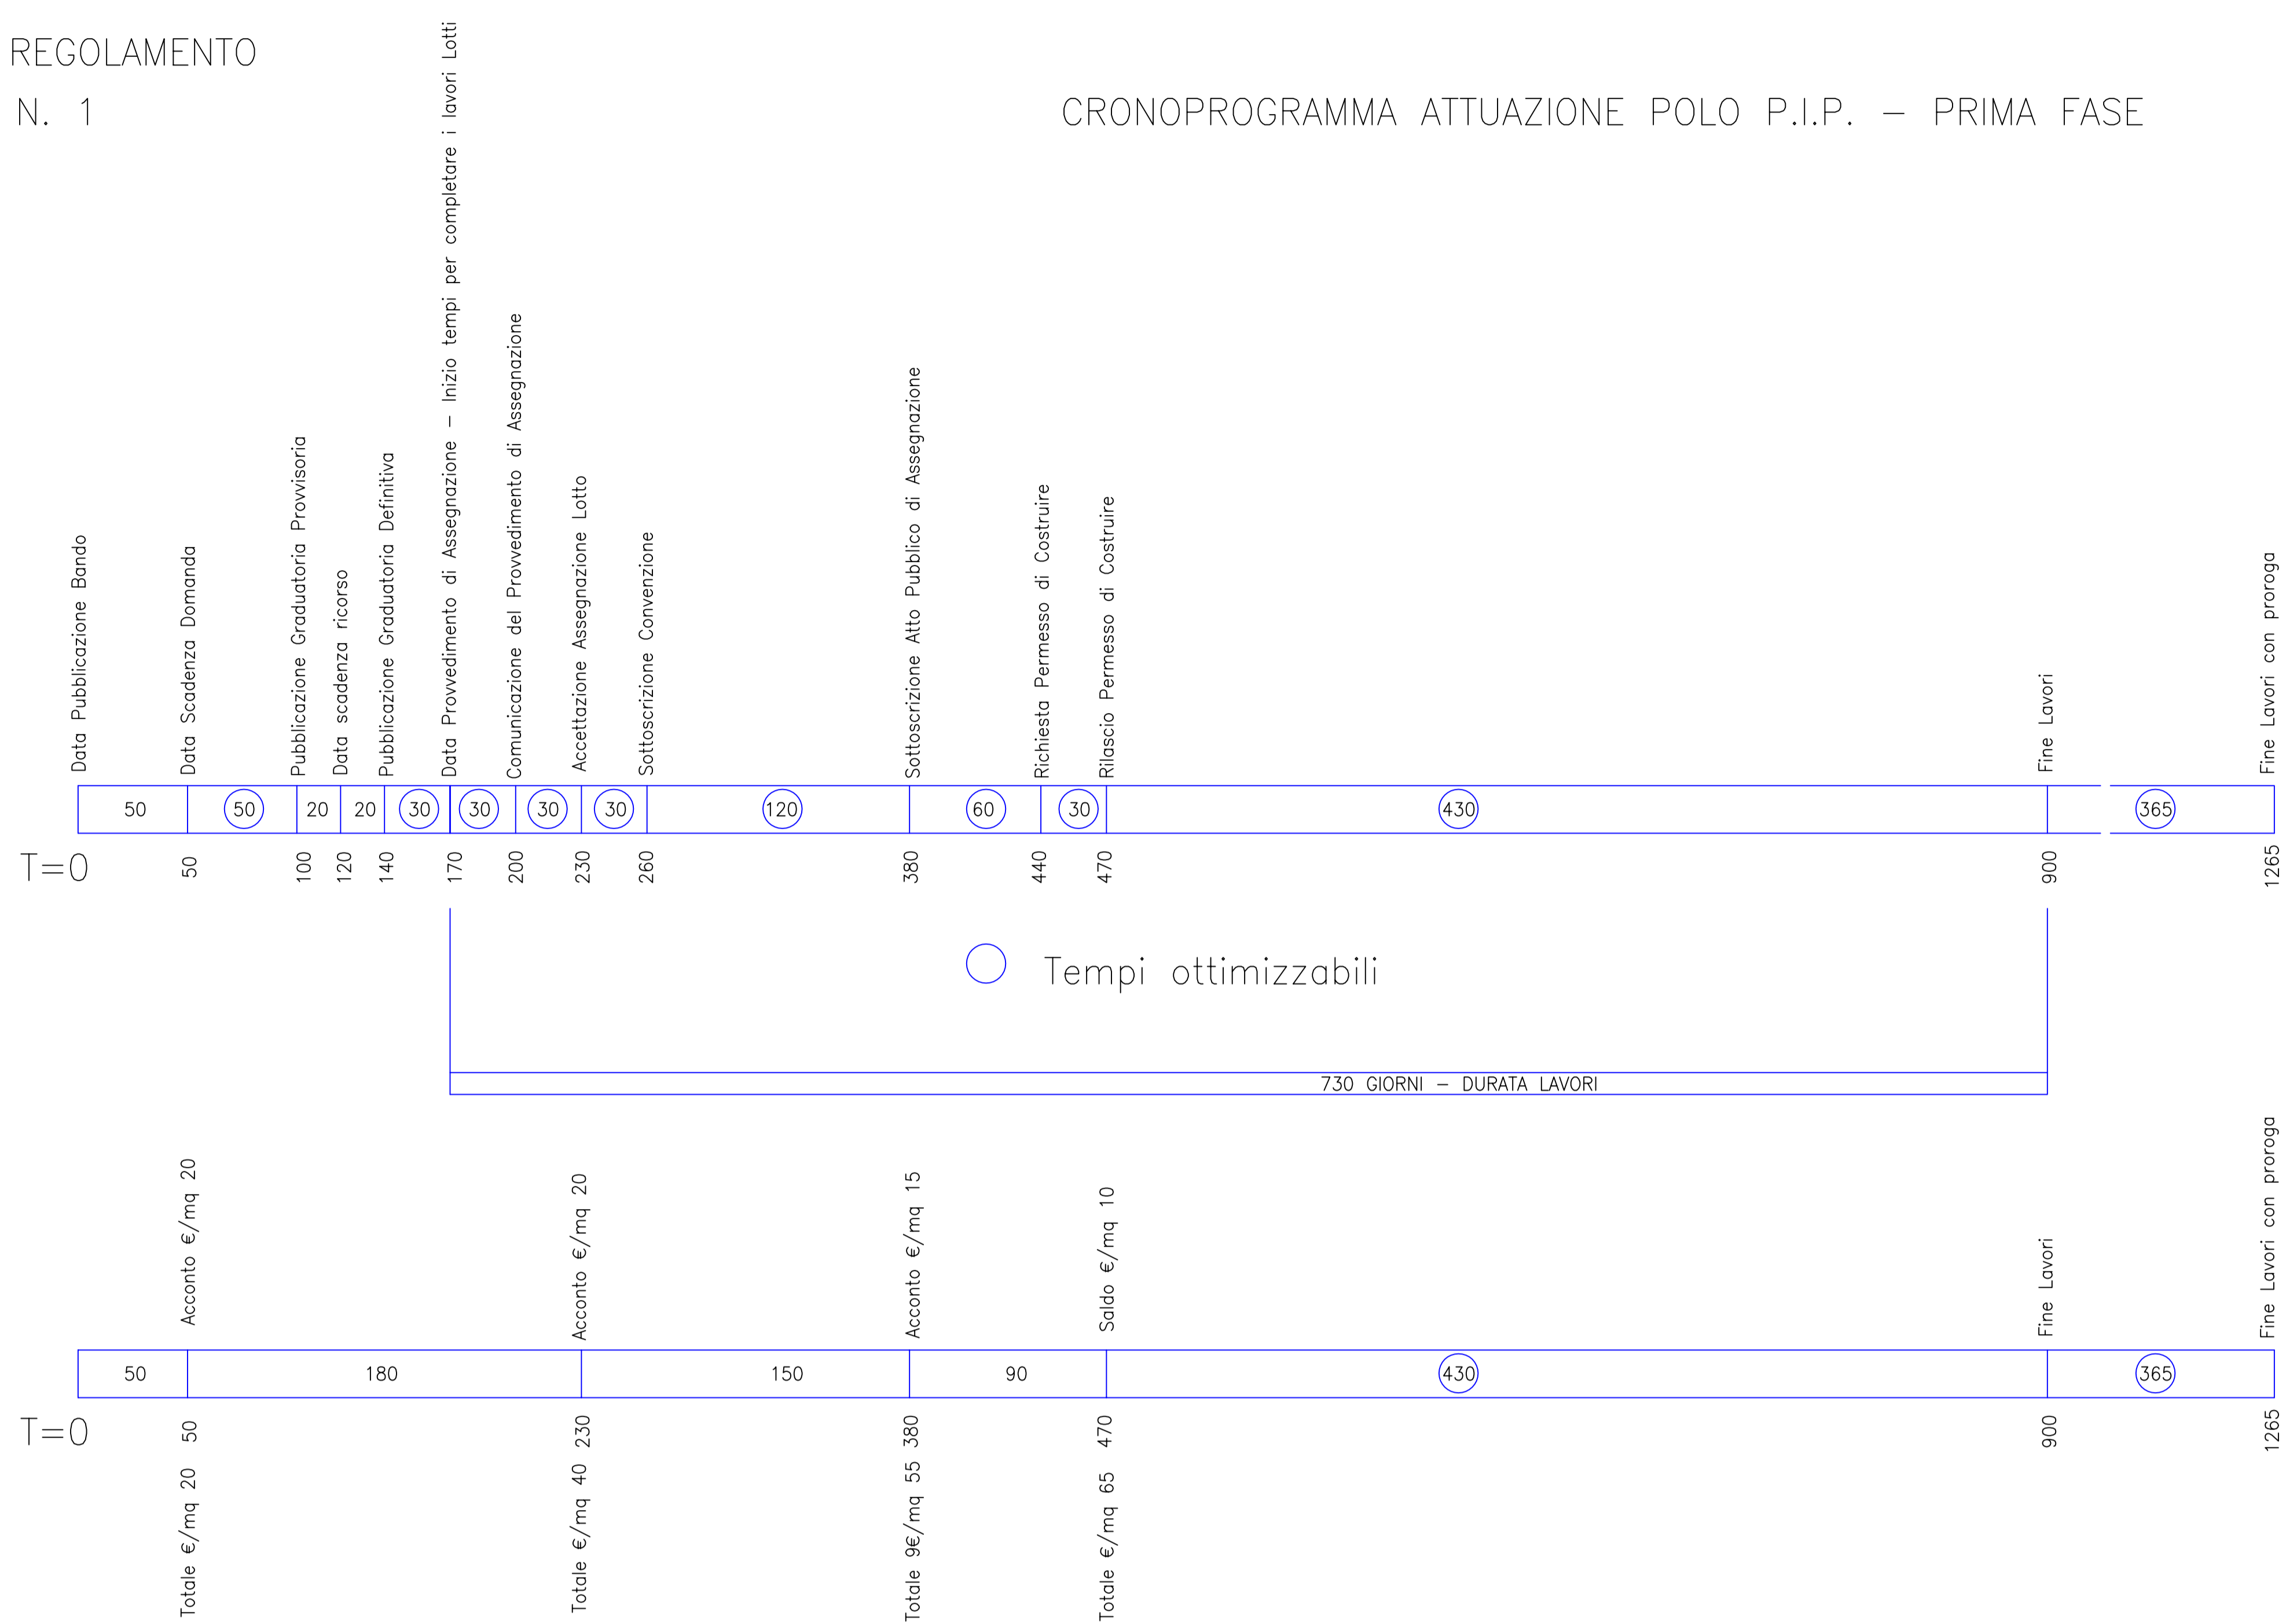 REGOLAMENTO
N. 1
CRONOPROGRAMMA ATTUAZIONE POLO P.I.P. – PRIMA FASE
Data Pubblicazione Bando
Data Scadenza Domanda
Pubblicazione Graduatoria Provvisoria
Data scadenza ricorso
Pubblicazione Graduatoria Definitiva
Data Provvedimento di Assegnazione – Inizio tempi per completare i lavori Lotti
Comunicazione del Provvedimento di Assegnazione
Accettazione Assegnazione Lotto
Sottoscrizione Convenzione
Sottoscrizione Atto Pubblico di Assegnazione
Richiesta Permesso di Costruire
Rilascio Permesso di Costruire
Fine Lavori
Fine Lavori con proroga
50 50 20 20 30 30 30 30 120 60 30 430 365
T=0 50 100 120 140 170 200 230 260 380 440 470 900 1265
Tempi ottimizzabili
730 GIORNI – DURATA LAVORI
Acconto €/mq 20
Acconto €/mq 20
Acconto €/mq 15
Saldo €/mq 10
Fine Lavori
Fine Lavori con proroga
50 180 150 90 430 365
T=0
Totale €/mq 20 50
Totale €/mq 40 230
Totale 9€/mq 55 380
Totale €/mq 65 470
900
1265